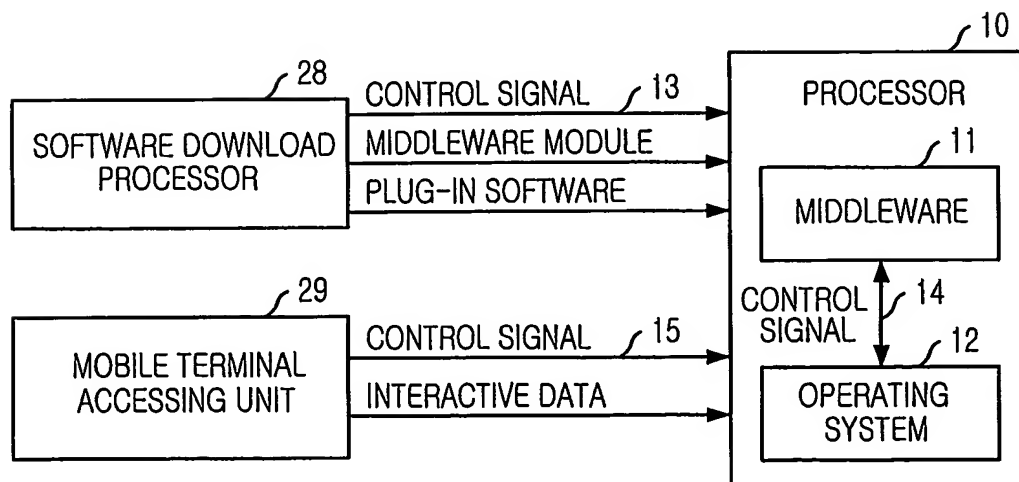 28
SOFTWARE DOWNLOAD
PROCESSOR
CONTROL SIGNAL
13
MIDDLEWARE MODULE
PLUG-IN SOFTWARE
29
MOBILE TERMINAL
ACCESSING UNIT
CONTROL SIGNAL
15
INTERACTIVE DATA
10
PROCESSOR
11
MIDDLEWARE
CONTROL
SIGNAL
14
12
OPERATING
SYSTEM